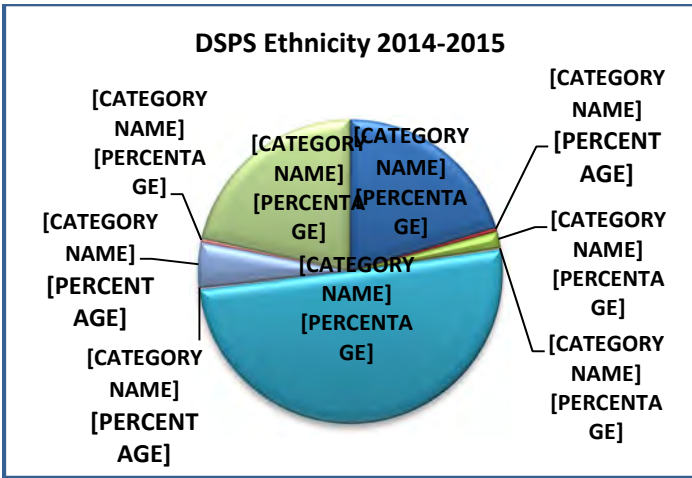 DSPS Ethnicity 2014-2015
[CATEGORY
NAME]
[PERCENTA
GE]
[CATEGORY
NAME]
[PERCENTA
GE]
[CATEGORY
NAME]
[PERCENTA
GE]
[CATEGORY
NAME]
[PERCENT
AGE]
[CATEGORY
NAME]
[PERCENT
AGE]
[CATEGORY
NAME]
[PERCENTA
GE]
[CATEGORY
NAME]
[PERCENTA
GE]
[CATEGORY
NAME]
[PERCENT
AGE]
[CATEGORY
NAME]
[PERCENTA
GE]